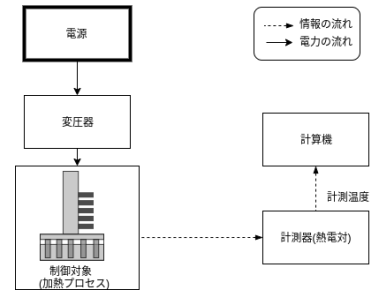 電源
情報の流れ
電力の流れ
変圧器
計算機
計測温度
計測器(熱電対)
制御対象
(加熱プロセス)